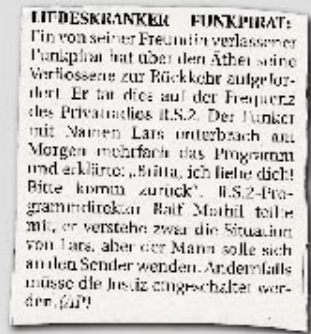 LIEBESKRANKER FUNKPIRAT:
Ein von seiner Freundin verlassener
Funkpirat hat über den Äther seine
Verflossene zur Rückkehr aufgefor-
dert. Er tat dies auf der Frequenz
des Privatradios R.S.2. Der Funker
mit Namen Lars unterbrach am
Morgen mehrfach das Programm
und erklärte: „Britta, ich liebe dich!
Bitte komm zurück". R.S.2-Pro-
grammdirektor Ralf teilte
mit, er verstehe zwar die Situation
von Lars, aber der Mann solle sich
an den Sender wenden. Andernfalls
müsse die Justiz eingeschaltet wer-
den. (AP)